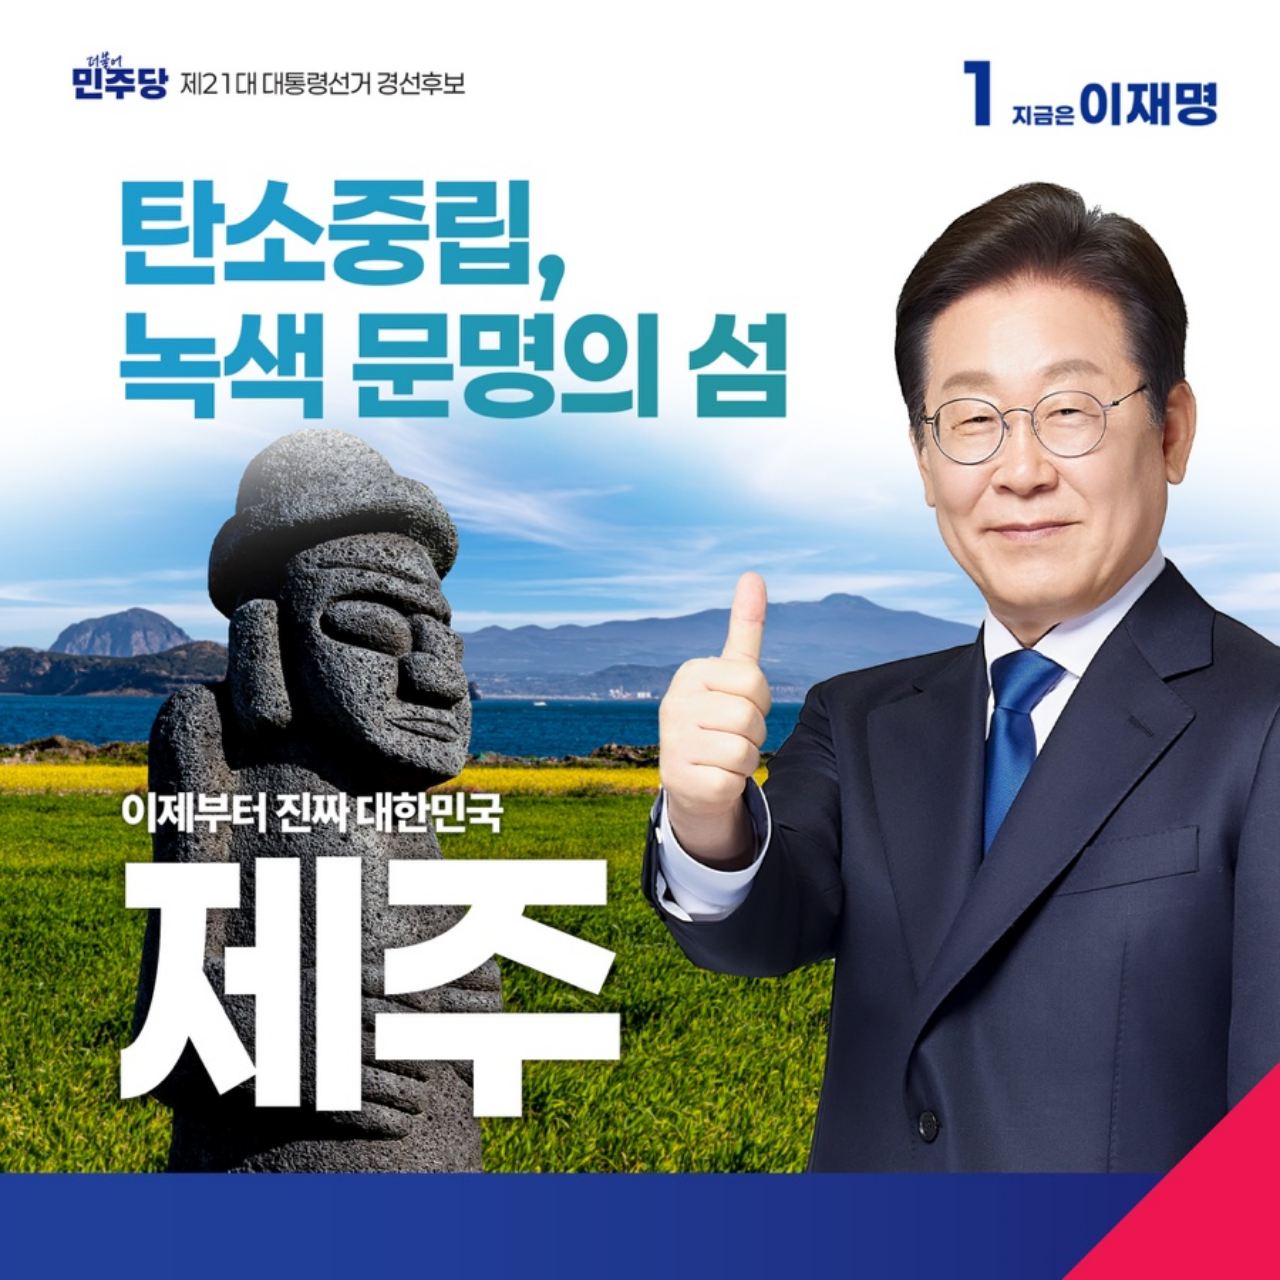 더불어
민주당 제21대 대통령선거 경선후보
1 지금은 이재명
탄소중립,
녹색 문명의 섬
이제부터 진짜 대한민국
제주